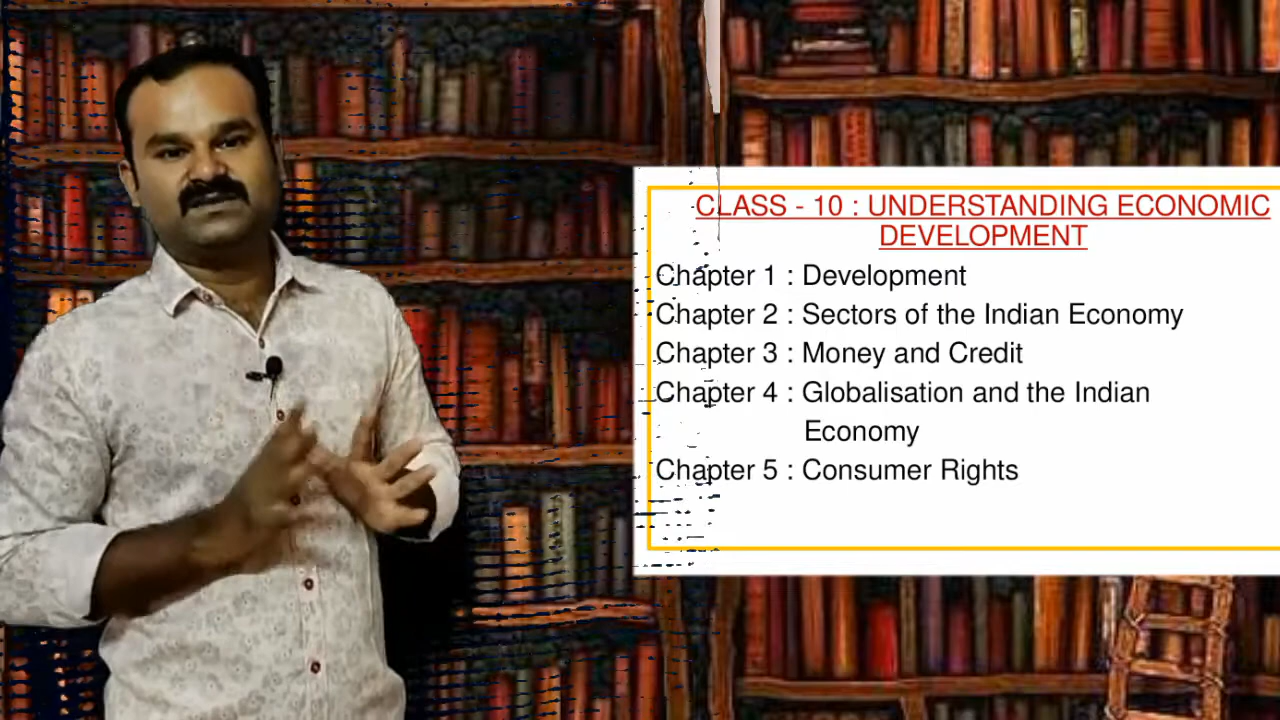 CLASS - 10 : UNDERSTANDING ECONOMIC
DEVELOPMENT
Chapter 1 : Development
Chapter 2 : Sectors of the Indian Economy
Chapter 3 : Money and Credit
Chapter 4 : Globalisation and the Indian
Economy
Chapter 5 : Consumer Rights